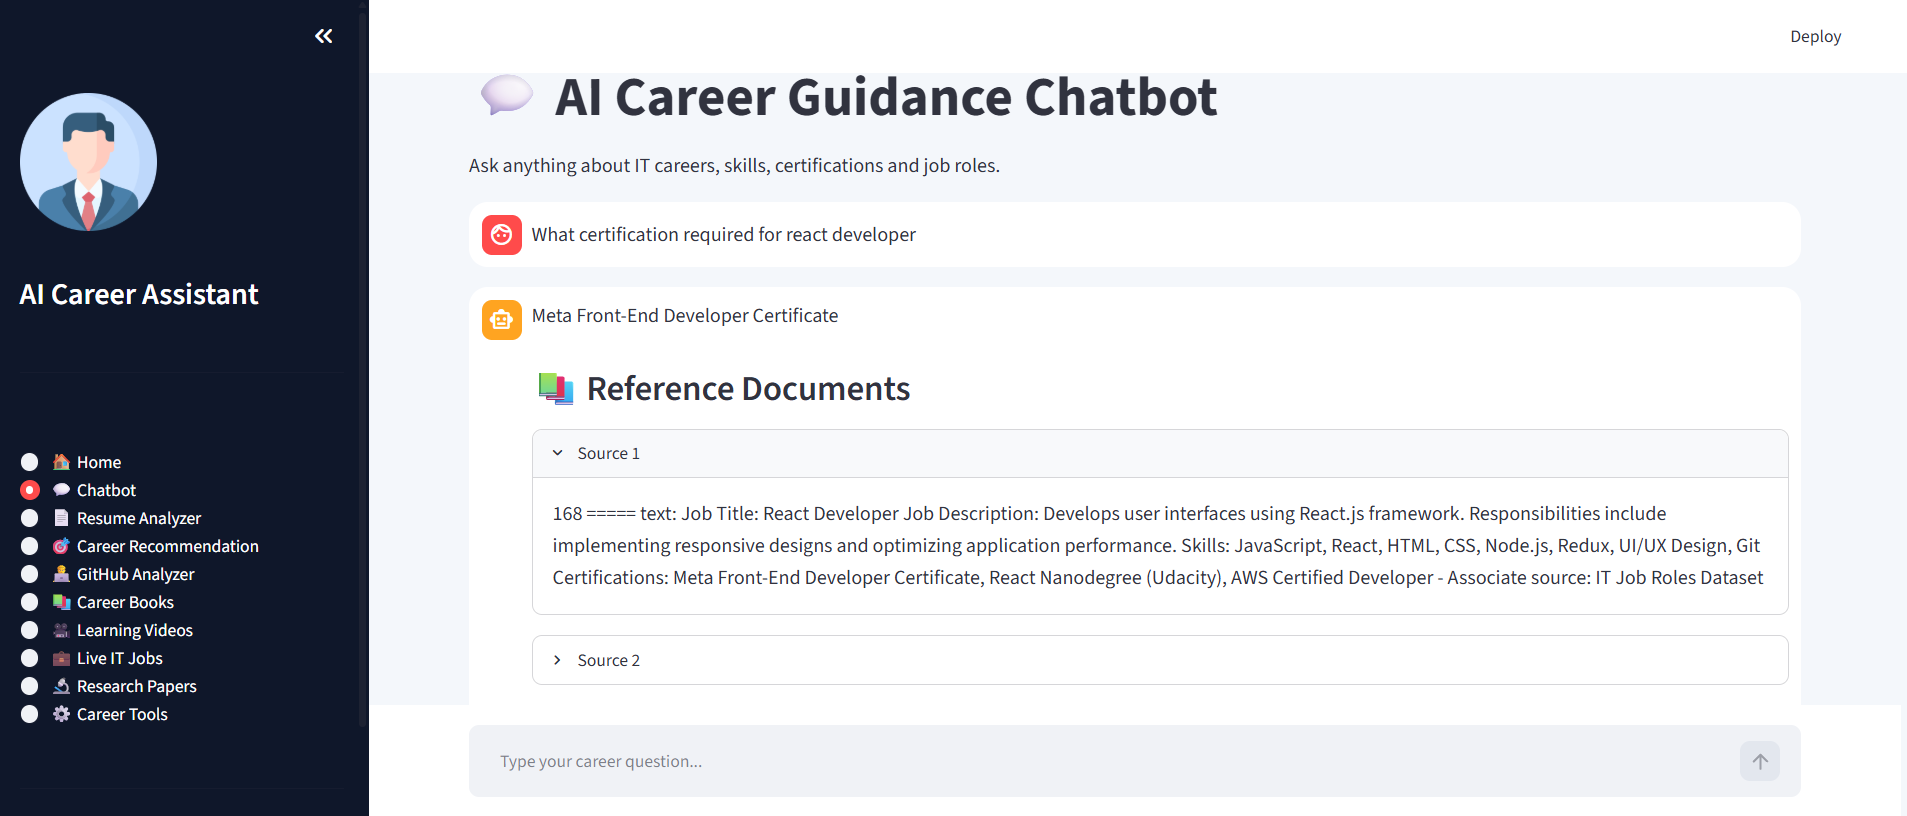 Deploy
AI Career Assistant
Home
Chatbot
Resume Analyzer
Career Recommendation
GitHub Analyzer
Career Books
Learning Videos
Live IT Jobs
Research Papers
Career Tools
AI Career Guidance Chatbot
Ask anything about IT careers, skills, certifications and job roles.
What certification required for react developer
Meta Front-End Developer Certificate
Reference Documents
Source 1
168 ===== text: Job Title: React Developer Job Description: Develops user interfaces using React.js framework. Responsibilities include
implementing responsive designs and optimizing application performance. Skills: JavaScript, React, HTML, CSS, Node.js, Redux, UI/UX Design, Git
Certifications: Meta Front-End Developer Certificate, React Nanodegree (Udacity), AWS Certified Developer - Associate source: IT Job Roles Dataset
Source 2
Type your career question...